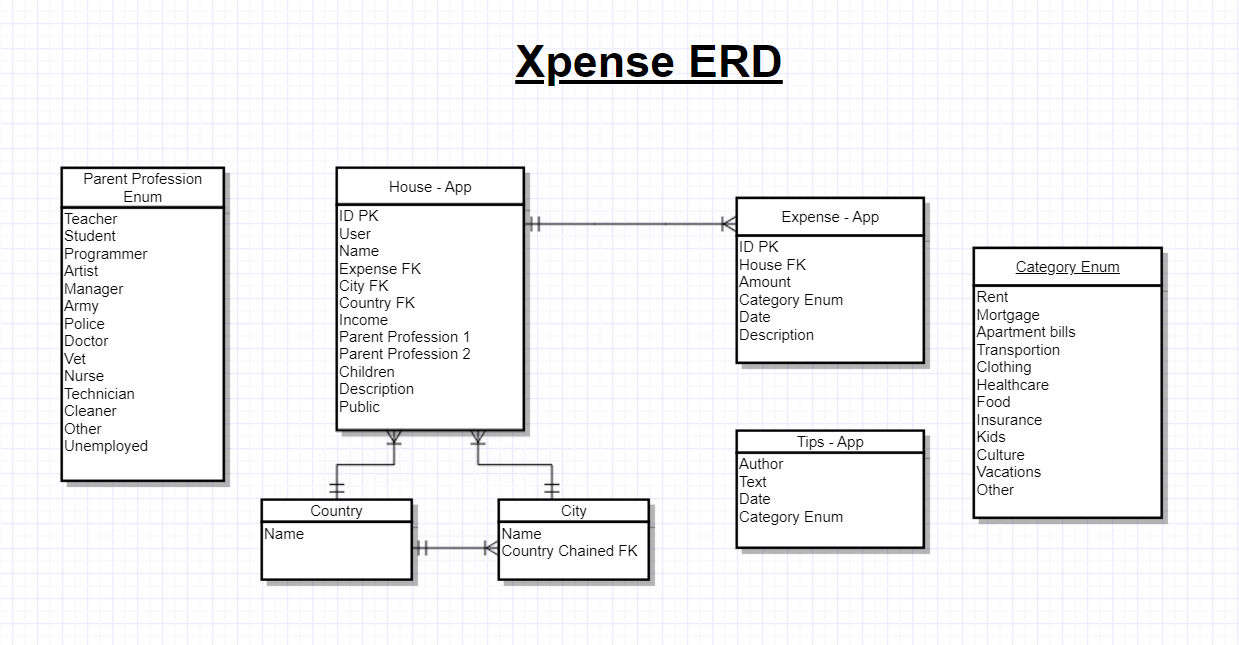 Xpense ERD
Parent Profession
Enum
Teacher
Student
Programmer
Artist
Manager
Army
Police
Doctor
Vet
Nurse
Technician
Cleaner
Other
Unemployed
House - App
ID PK
User
Name
Expense FK
City FK
Country FK
Income
Parent Profession 1
Parent Profession 2
Children
Description
Public
Expense - App
ID PK
House FK
Amount
Category Enum
Date
Description
Category Enum
Rent
Mortgage
Apartment bills
Transportion
Clothing
Healthcare
Food
Insurance
Kids
Culture
Vacations
Other
Tips - App
Author
Text
Date
Category Enum
Country
Name
City
Name
Country Chained FK